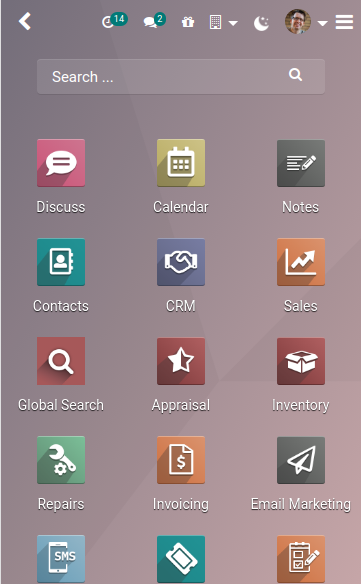 14 2
Search ...
Discuss Calendar Notes
Contacts CRM Sales
Global Search Appraisal Inventory
Repairs Invoicing Email Marketing
SMS